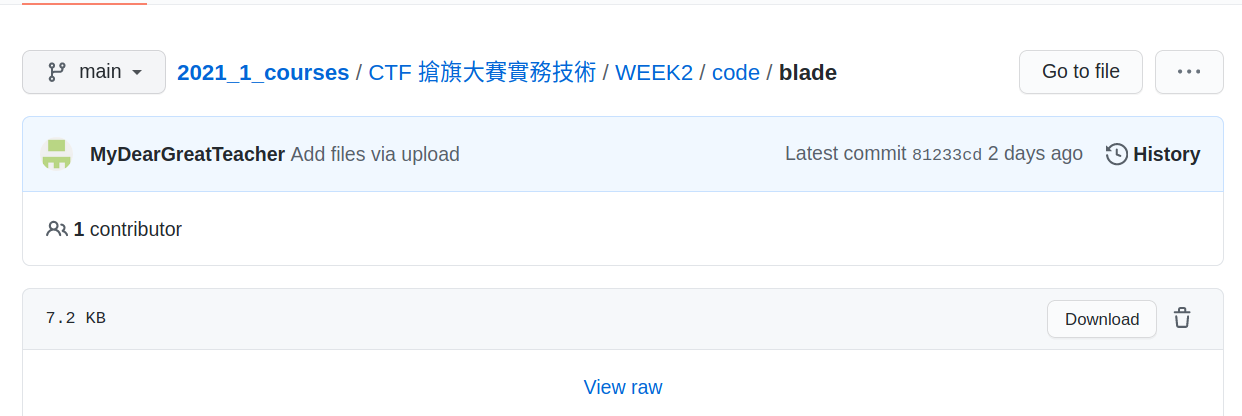 main 2021_1_courses / CTF 搶旗大賽實務技術 / WEEK2 / code / blade Go to file ...
MyDearGreatTeacher Add files via upload Latest commit 81233cd 2 days ago History
1 contributor
7.2 KB Download
View raw